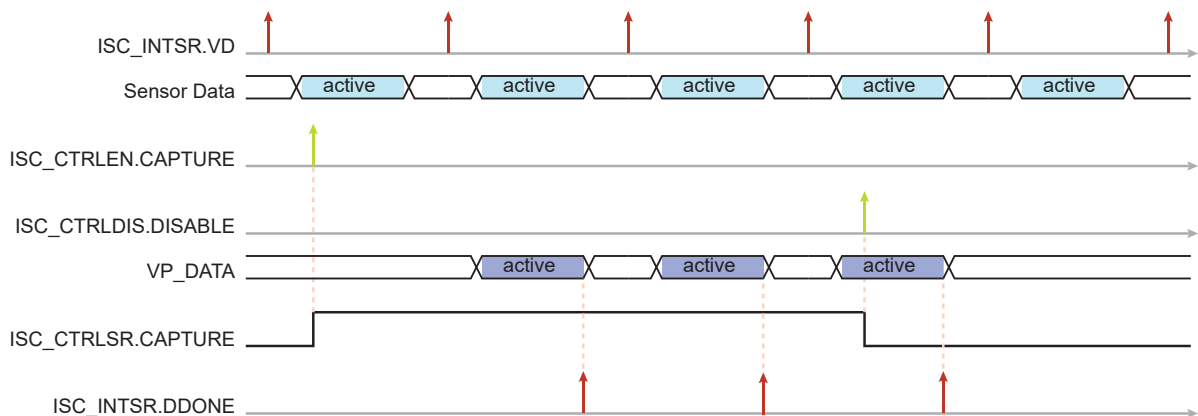 ISC_INTSR.VD
Sensor Data active active active active active
ISC_CTRLEN.CAPTURE
ISC_CTRLDIS.DISABLE
VP_DATA active active active
ISC_CTRLSR.CAPTURE
ISC_INTSR.DDONE